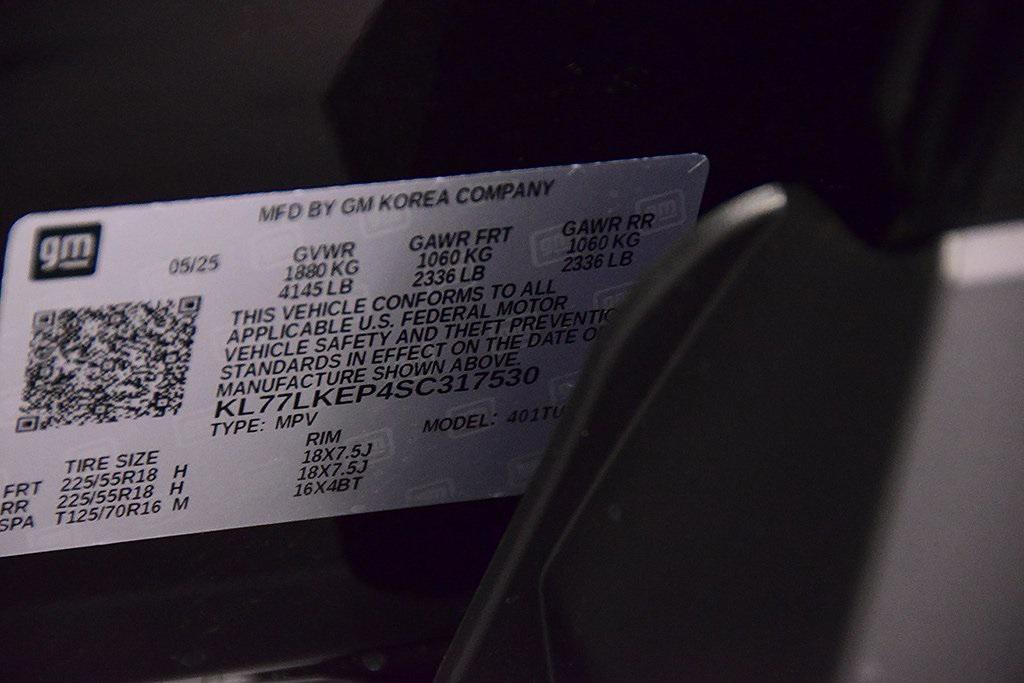 MFD BY GM KOREA COMPANY
gm
05/25
GVWR
1880 KG
4145 LB
GAWR FRT
1060 KG
2336 LB
GAWR RR
1060 KG
2336 LB
THIS VEHICLE CONFORMS TO ALL
APPLICABLE U.S. FEDERAL MOTOR
VEHICLE SAFETY AND THEFT PREVENTIO
STANDARDS IN EFFECT ON THE DATE O
MANUFACTURE SHOWN ABOVE.
KL77LKEP4SC317530
TYPE: MPV
MODEL: 401TU
TIRE SIZE RIM
FRT 225/55R18 H 18X7.5J
RR 225/55R18 H 18X7.5J
SPA T125/70R16 M 16X4BT